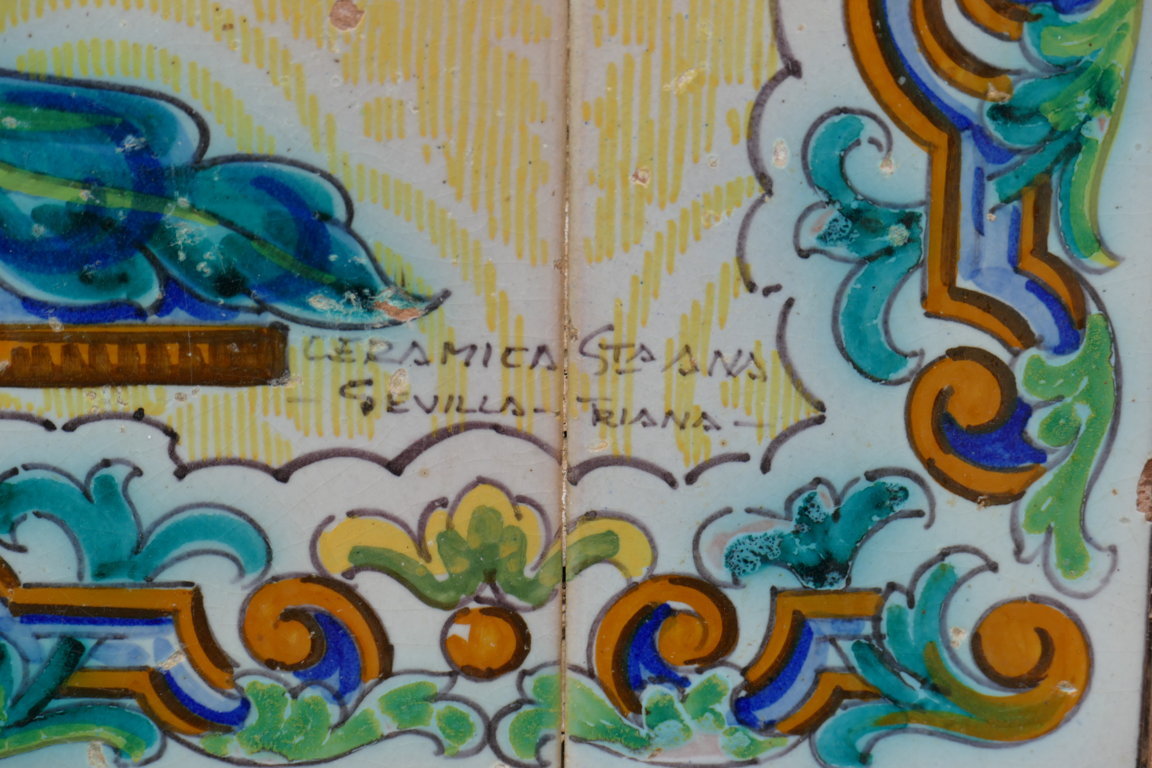 CERAMICA Sta ANA
- SEVILLA - TRIANA -